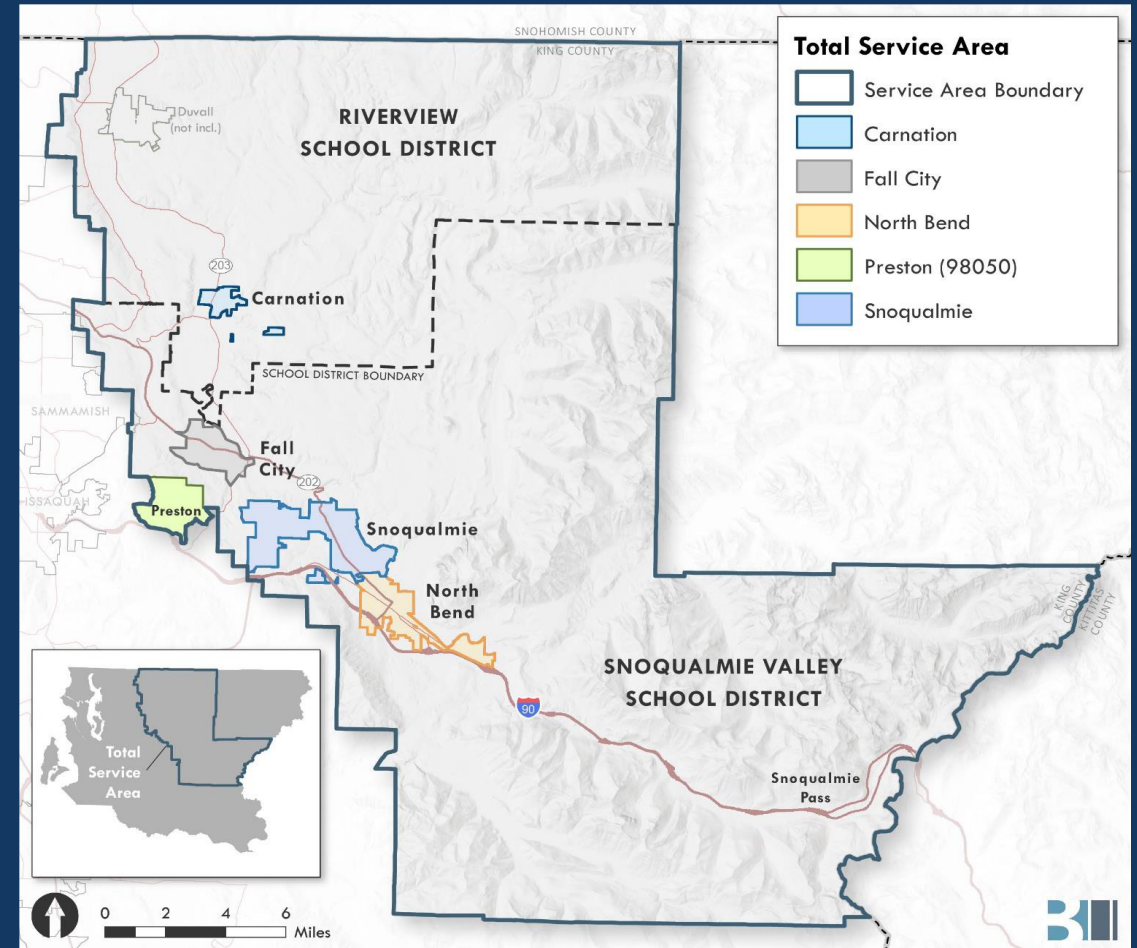 SNOHOMISH COUNTY
KING COUNTY
Duvall
(not incl.)
RIVERVIEW
SCHOOL DISTRICT
203
Carnation
SCHOOL DISTRICT BOUNDARY
SAMMAMISH
Fall
City
202
ISSAQUAH
Preston
Snoqualmie
North
Bend
KING
COUNTY
KITTITAS
COUNTY
SNOQUALMIE VALLEY
SCHOOL DISTRICT
90
Snoqualmie
Pass
Total Service Area
Service Area Boundary
Carnation
Fall City
North Bend
Preston (98050)
Snoqualmie
Total
Service
Area
0 2 4 6 Miles